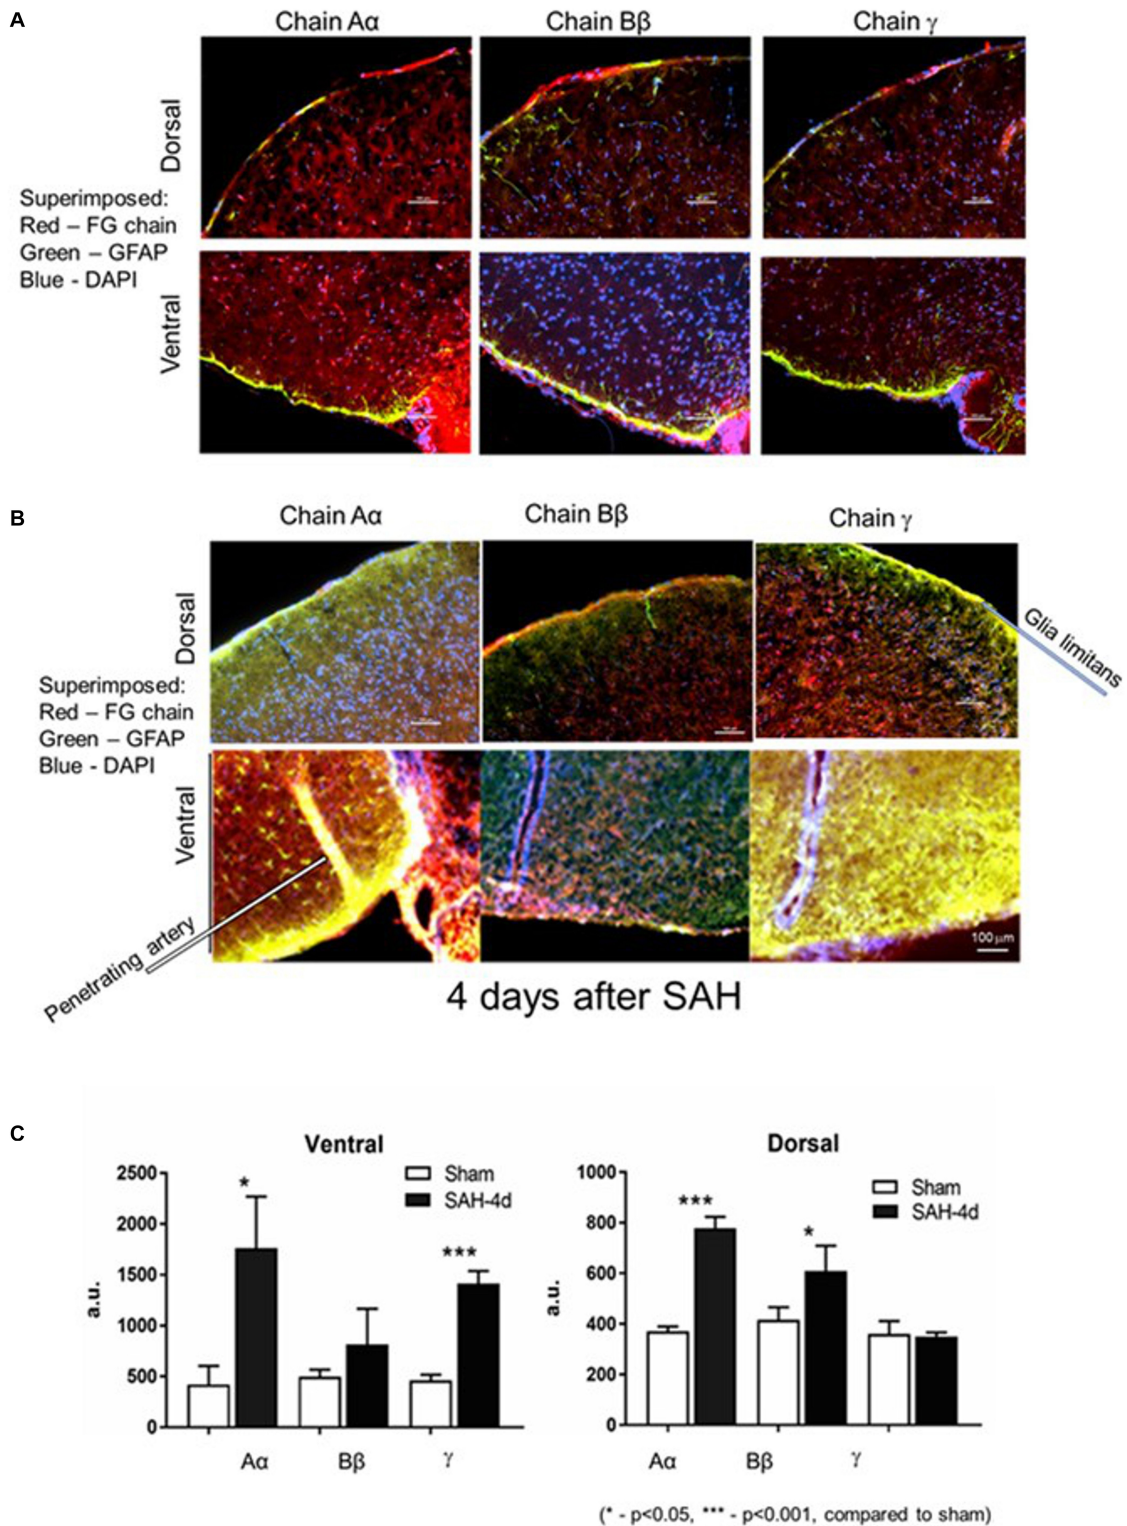 A
Chain Aα
Chain Bβ
Chain γ
Dorsal
Superimposed:
Red – FG chain
Green – GFAP
Blue - DAPI
Ventral
B
Chain Aα
Chain Bβ
Chain γ
Dorsal
Glia limitans
Superimposed:
Red – FG chain
Green – GFAP
Blue - DAPI
Ventral
Penetrating artery
100 μm
4 days after SAH
C
Ventral
Sham
SAH-4d
a.u.
2500
2000
1500
1000
500
0
*
***
Aα
Bβ
γ
Dorsal
Sham
SAH-4d
a.u.
1000
800
600
400
200
0
***
*
Aα
Bβ
γ
(* - p<0.05, *** - p<0.001, compared to sham)